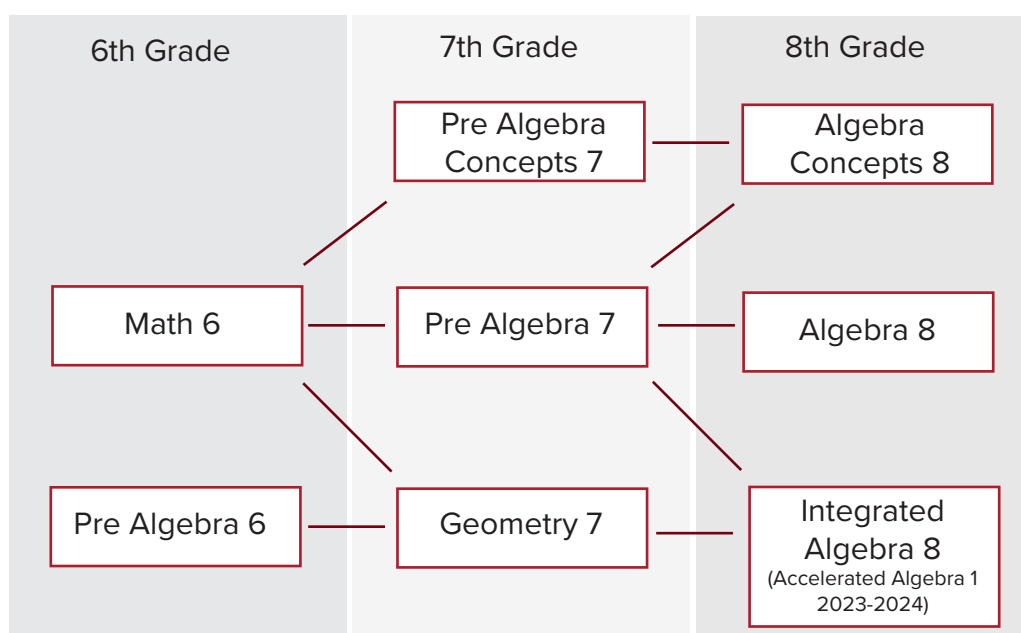 6th Grade
7th Grade
8th Grade
Pre Algebra
Concepts 7
Algebra
Concepts 8
Math 6
Pre Algebra 7
Algebra 8
Pre Algebra 6
Geometry 7
Integrated
Algebra 8
(Accelerated Algebra 1
2023-2024)